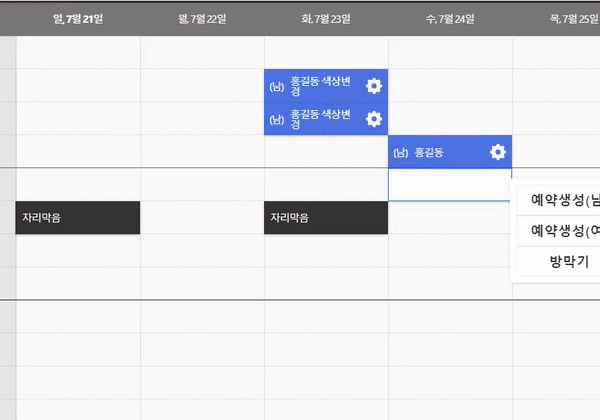 일, 7월 21일
월, 7월 22일
화, 7월 23일
수, 7월 24일
목, 7월 25일
(남) 홍길동 색상변
경
(남) 홍길동 색상변
경
(남) 홍길동
예약생성(남
자리막음
자리막음
예약생성(여
방막기